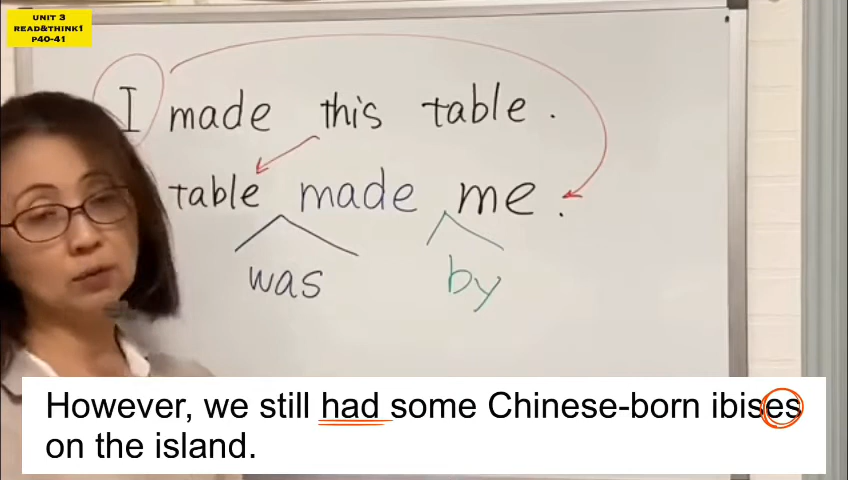 UNIT 3
READ&THINK1
P40-41
I made this table.
table made me.
was by
However, we still had some Chinese-born ibises
on the island.